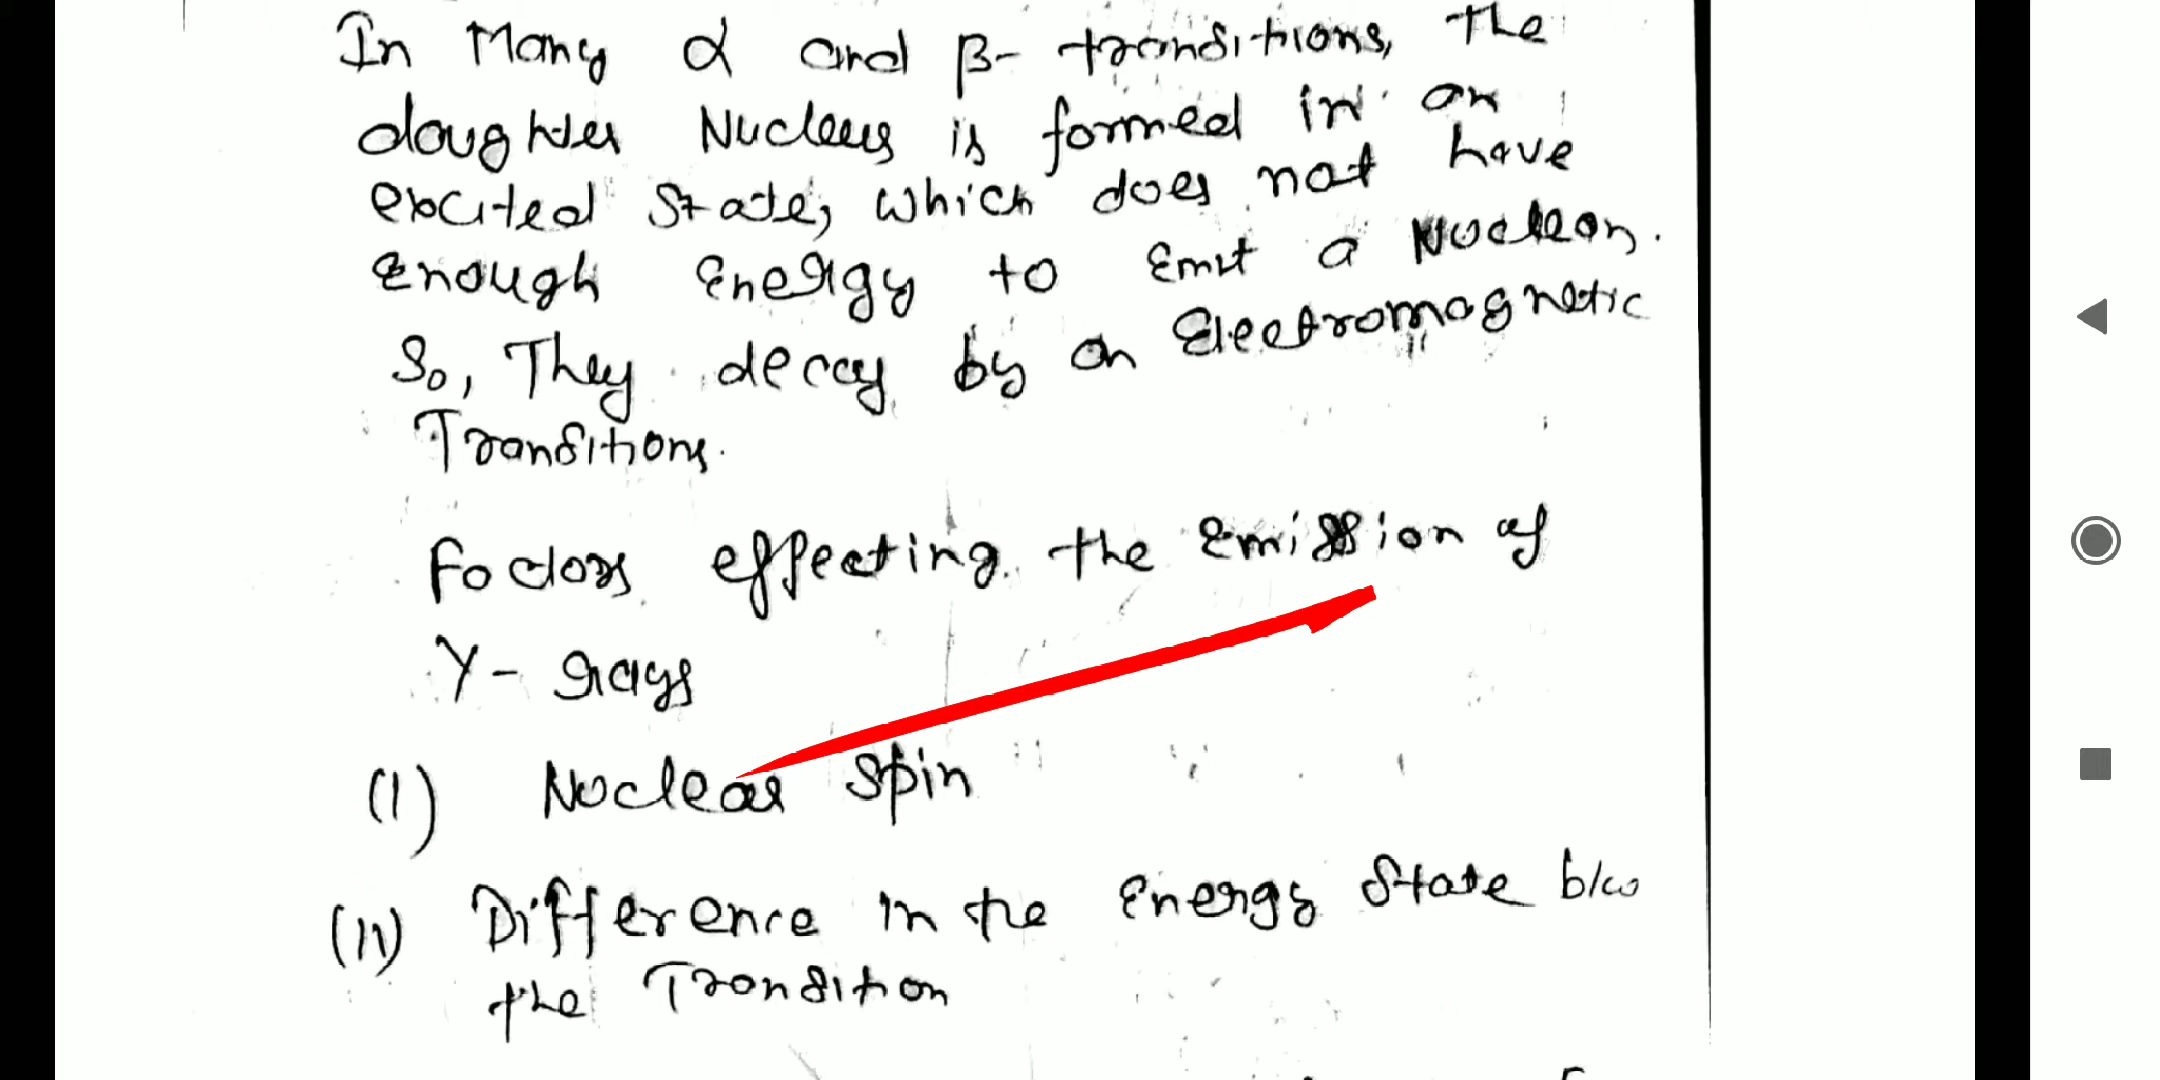 In Many α and β- transitions, The
daughter Nucleus is formed in an
excited State, which does not have
enough Energy to Emit a Nucleon.
So, They decay by an Electromagnetic
Transitions.
Factors effecting the Emission of
γ- rays
(I) Nuclear Spin
(II) Difference in the Energy State b/w
the Transition